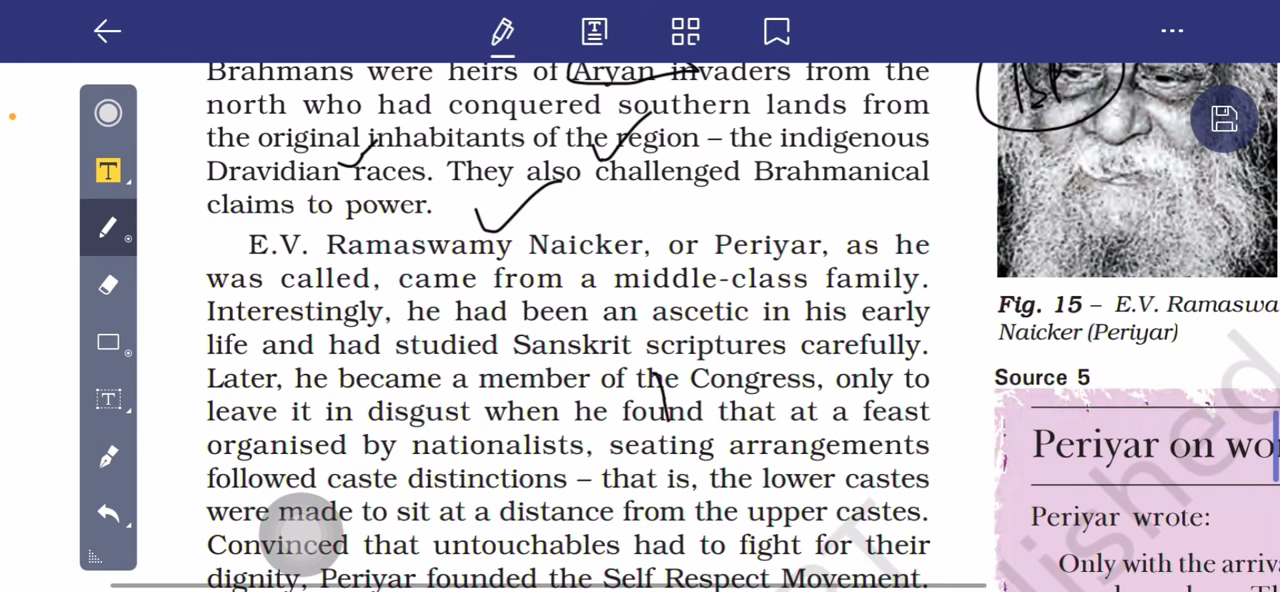 Brahmans were heirs of Aryan invaders from the
north who had conquered southern lands from
the original inhabitants of the region – the indigenous
Dravidian races. They also challenged Brahmanical
claims to power.
E.V. Ramaswamy Naicker, or Periyar, as he
was called, came from a middle-class family.
Interestingly, he had been an ascetic in his early
life and had studied Sanskrit scriptures carefully.
Later, he became a member of the Congress, only to
leave it in disgust when he found that at a feast
organised by nationalists, seating arrangements
followed caste distinctions – that is, the lower castes
were made to sit at a distance from the upper castes.
Convinced that untouchables had to fight for their
dignity, Periyar founded the Self Respect Movement.
Fig. 15 – E.V. Ramaswa
Naicker (Periyar)
Source 5
Periyar on wo
Periyar wrote:
Only with the arriv